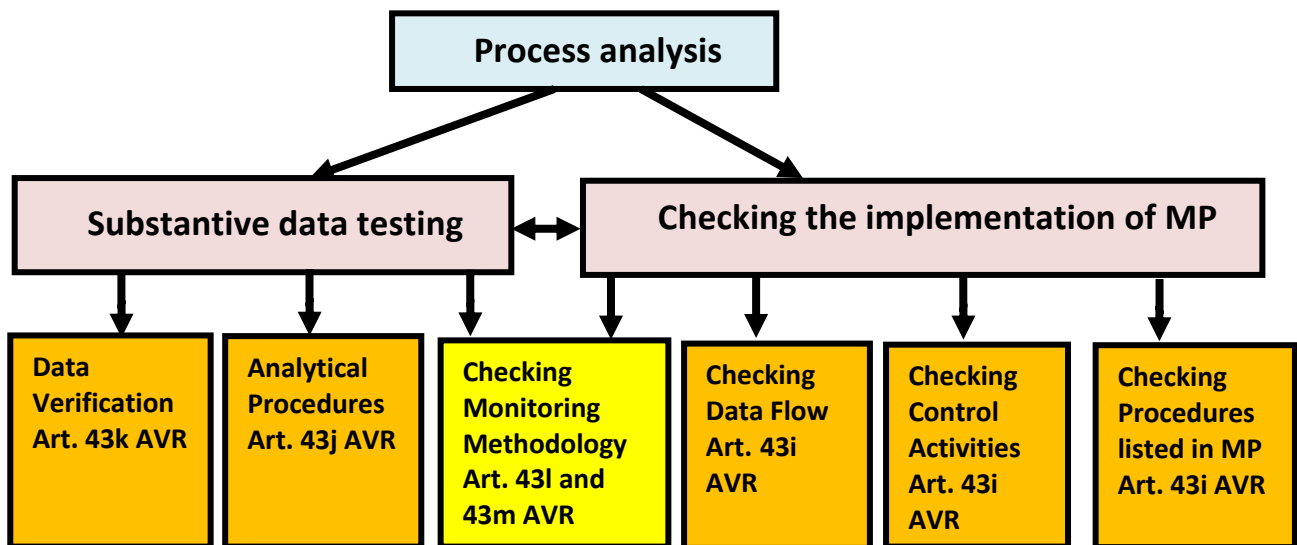 Process analysis
Substantive data testing
Checking the implementation of MP
Data
Verification
Art. 43k AVR
Analytical
Procedures
Art. 43j AVR
Checking
Monitoring
Methodology
Art. 43l and
43m AVR
Checking
Data Flow
Art. 43i
AVR
Checking
Control
Activities
Art. 43i
AVR
Checking
Procedures
listed in MP
Art. 43i AVR